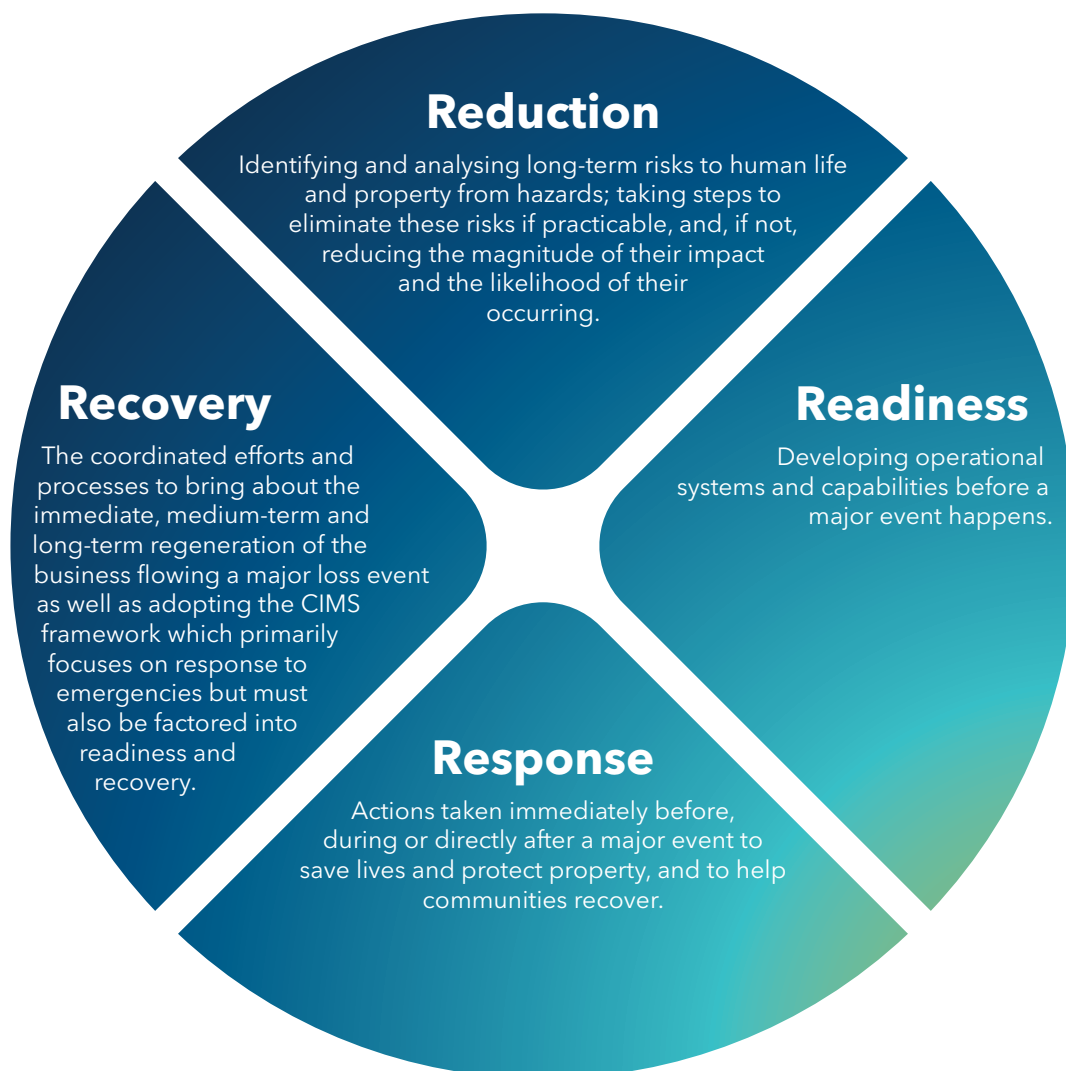 Reduction
Identifying and analysing long-term risks to human life
and property from hazards; taking steps to
eliminate these risks if practicable, and, if not,
reducing the magnitude of their impact
and the likelihood of their
occurring.
Readiness
Developing operational
systems and capabilities before a
major event happens.
Response
Actions taken immediately before,
during or directly after a major event to
save lives and protect property, and to help
communities recover.
Recovery
The coordinated efforts and
processes to bring about the
immediate, medium-term and
long-term regeneration of the
business flowing a major loss event
as well as adopting the CIMS
framework which primarily
focuses on response to
emergencies but must
also be factored into
readiness and
recovery.